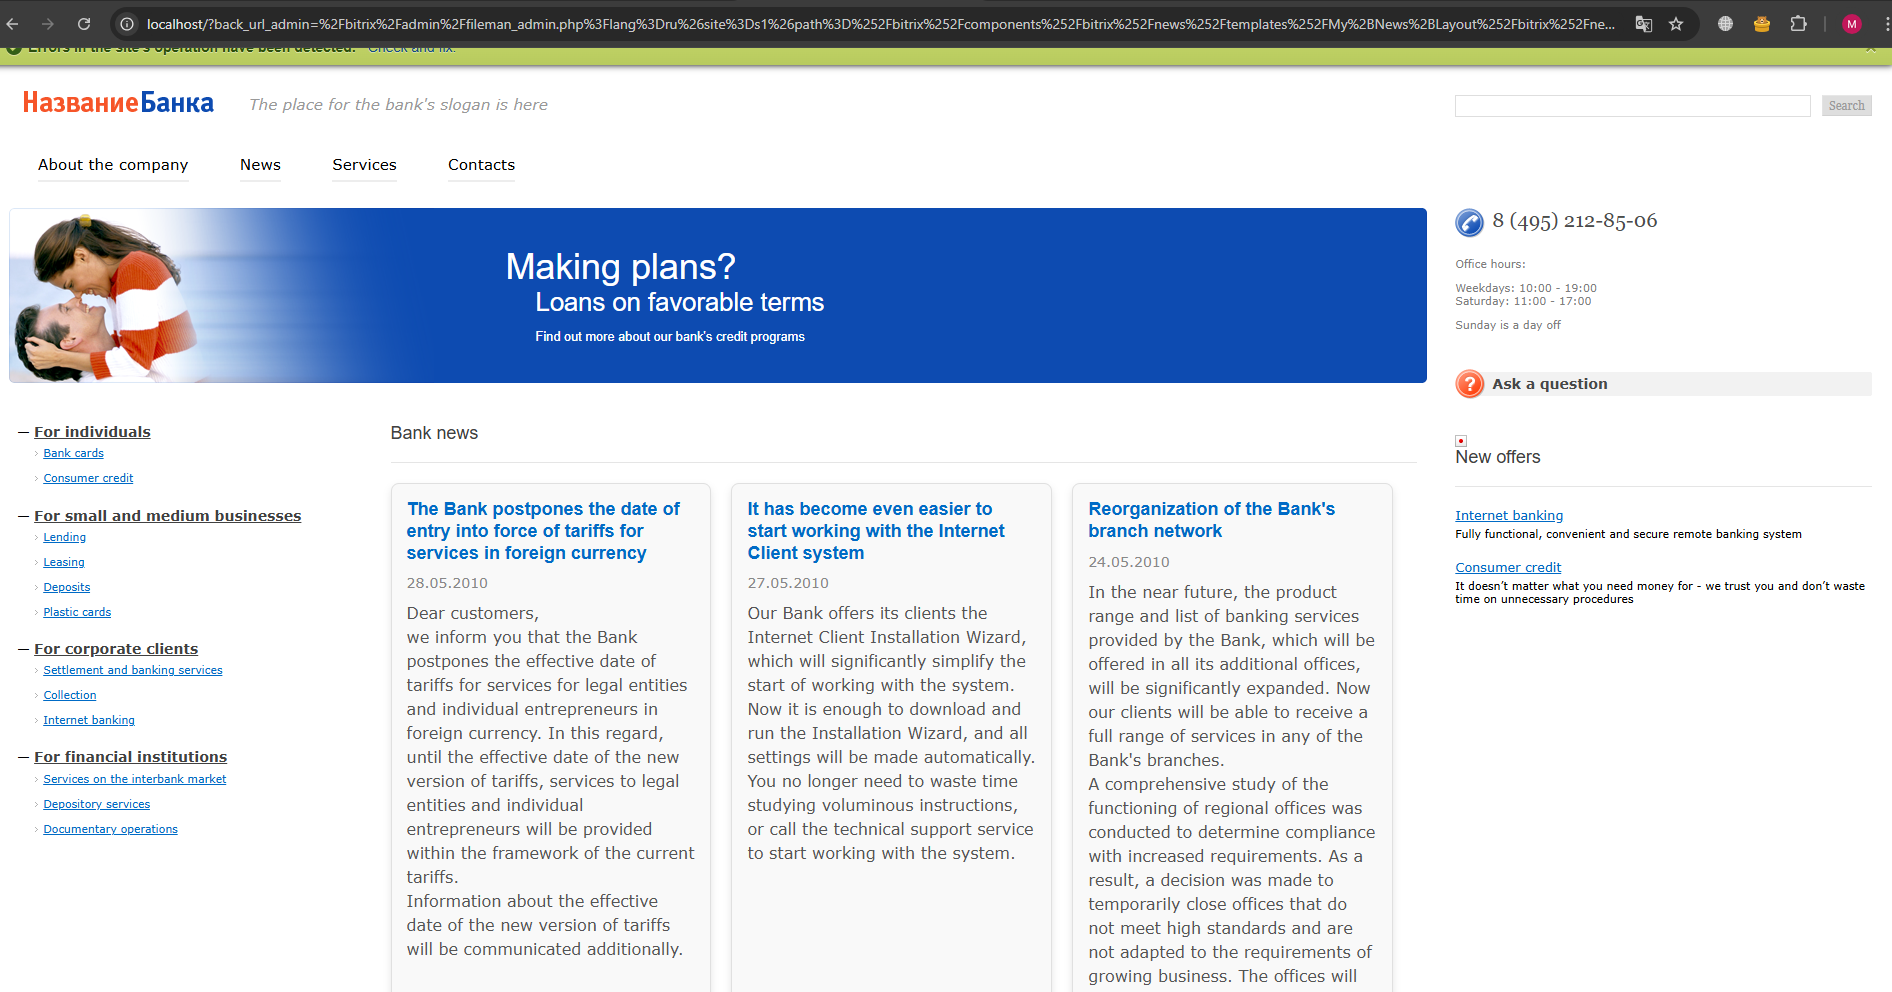 localhost/?back_url_admin=%2Fbitrix%2Fadmin%2Ffileman_admin.php%3Flang%3Dru%26site%3Ds1%26path%3D%252Fbitrix%252Fcomponents%252Fbitrix%252Fnews%252Ftemplates%252FMy%2BNews%2BLayout%252Fbitrix%252Fne...
M
Errors in the site's operation have been detected. Check and fix.
НазваниеБанка
The place for the bank's slogan is here
Search
About the company
News
Services
Contacts
Making plans?
Loans on favorable terms
Find out more about our bank's credit programs
8 (495) 212-85-06
Office hours:
Weekdays: 10:00 - 19:00
Saturday: 11:00 - 17:00
Sunday is a day off
? Ask a question
New offers
Internet banking
Fully functional, convenient and secure remote banking system
Consumer credit
It doesn’t matter what you need money for - we trust you and don’t waste
time on unnecessary procedures
— For individuals
Bank cards
Consumer credit
— For small and medium businesses
Lending
Leasing
Deposits
Plastic cards
— For corporate clients
Settlement and banking services
Collection
Internet banking
— For financial institutions
Services on the interbank market
Depository services
Documentary operations
Bank news
The Bank postpones the date of
entry into force of tariffs for
services in foreign currency
28.05.2010
Dear customers,
we inform you that the Bank
postpones the effective date of
tariffs for services for legal entities
and individual entrepreneurs in
foreign currency. In this regard,
until the effective date of the new
version of tariffs, services to legal
entities and individual
entrepreneurs will be provided
within the framework of the current
tariffs.
Information about the effective
date of the new version of tariffs
will be communicated additionally.
It has become even easier to
start working with the Internet
Client system
27.05.2010
Our Bank offers its clients the
Internet Client Installation Wizard,
which will significantly simplify the
start of working with the system.
Now it is enough to download and
run the Installation Wizard, and all
settings will be made automatically.
You no longer need to waste time
studying voluminous instructions,
or call the technical support service
to start working with the system.
Reorganization of the Bank's
branch network
24.05.2010
In the near future, the product
range and list of banking services
provided by the Bank, which will be
offered in all its additional offices,
will be significantly expanded. Now
our clients will be able to receive a
full range of services in any of the
Bank's branches.
A comprehensive study of the
functioning of regional offices was
conducted to determine compliance
with increased requirements. As a
result, a decision was made to
temporarily close offices that do
not meet high standards and are
not adapted to the requirements of
growing business. The offices will